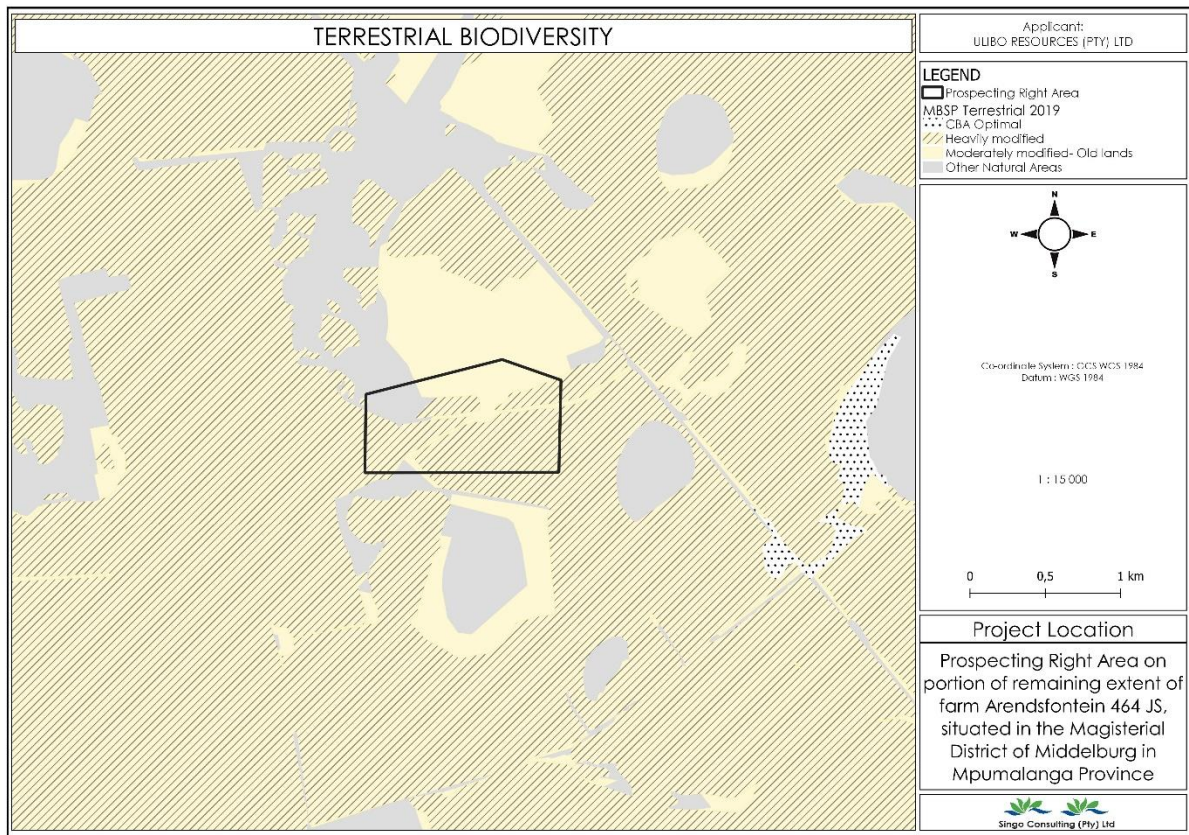 TERRESTRIAL BIODIVERSITY
Applicant:
ULIBO RESOURCES (PTY) LTD
LEGEND
Prospecting Right Area
MBSP Terrestrial 2019
CBA Optimal
Heavily modified
Moderately modified- Old lands
Other Natural Areas
N
W E
S
Co-ordinate System : GCS WGS 1984
Datum : WGS 1984
1 : 15 000
0 0,5 1 km
Project Location
Prospecting Right Area on
portion of remaining extent of
farm Arendsfontein 464 JS,
situated in the Magisterial
District of Middelburg in
Mpumalanga Province
Singo Consulting (Pty) Ltd